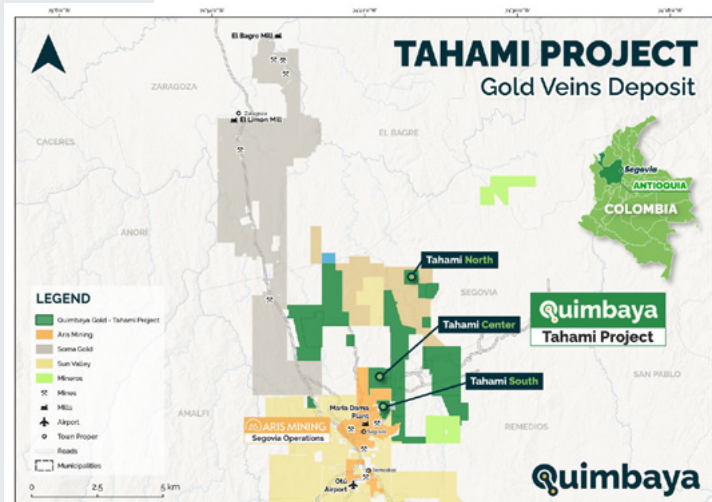 TAHAMI PROJECT
Gold Veins Deposit
El Bagre Mill
ZARAGOZA
Zaragoza
El Limon Mill
CACERES
EL BAGRE
Segovia
ANTIOQUIA
COLOMBIA
ANORI
Tahami North
SEGOVIA
Quimbaya
Tahami Project
Tahami Center
Tahami South
SAN PABLO
LEGEND
Quimbaya Gold - Tahami Project
Aris Mining
Soma Gold
Sun Valley
Mineros
Mines
Mills
Airport
Town Proper
Roads
Municipalities
AMALFI
Maria Dama
Plant
Segovia
ARIS MINING
Segovia Operations
REMEDIOS
Remedios
Otú
Airport
0 2.5 5 km
Quimbaya